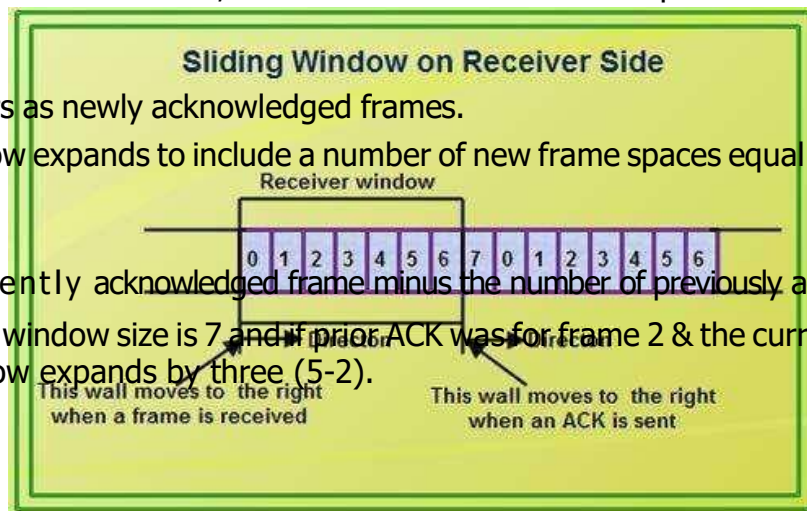 Sliding Window on Receiver Side
s as newly acknowledged frames.
ow expands to include a number of new frame spaces equal
Receiver window
0 1 2 3 4 5 6 7 0 1 2 3 4 5 6
ently acknowledged frame minus the number of previously a
window size is 7 and if prior ACK was for frame 2 & the curr
Directon Directon
ow expands by three (5-2).
This wall moves to the right
when a frame is received
This wall moves to the right
when an ACK is sent